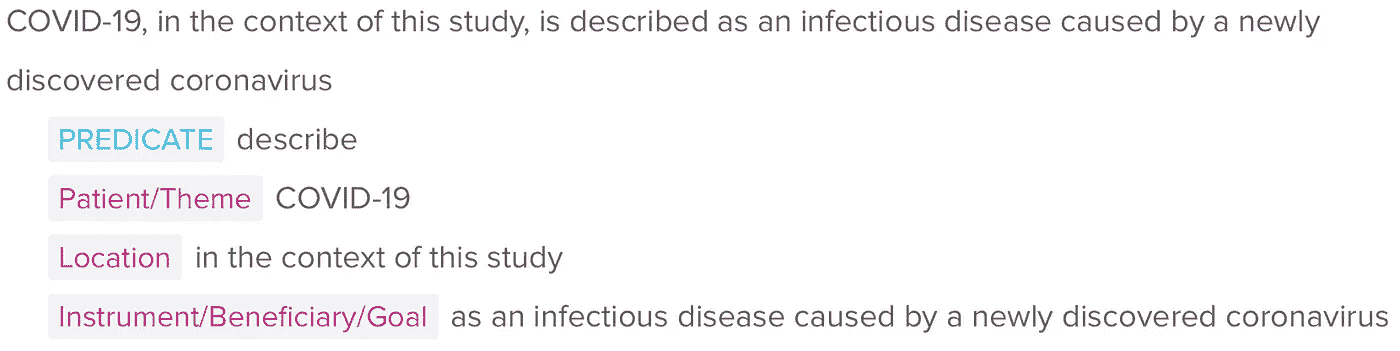 COVID-19, in the context of this study, is described as an infectious disease caused by a newly
discovered coronavirus
PREDICATE describe
Patient/Theme COVID-19
Location in the context of this study
Instrument/Beneficiary/Goal as an infectious disease caused by a newly discovered coronavirus